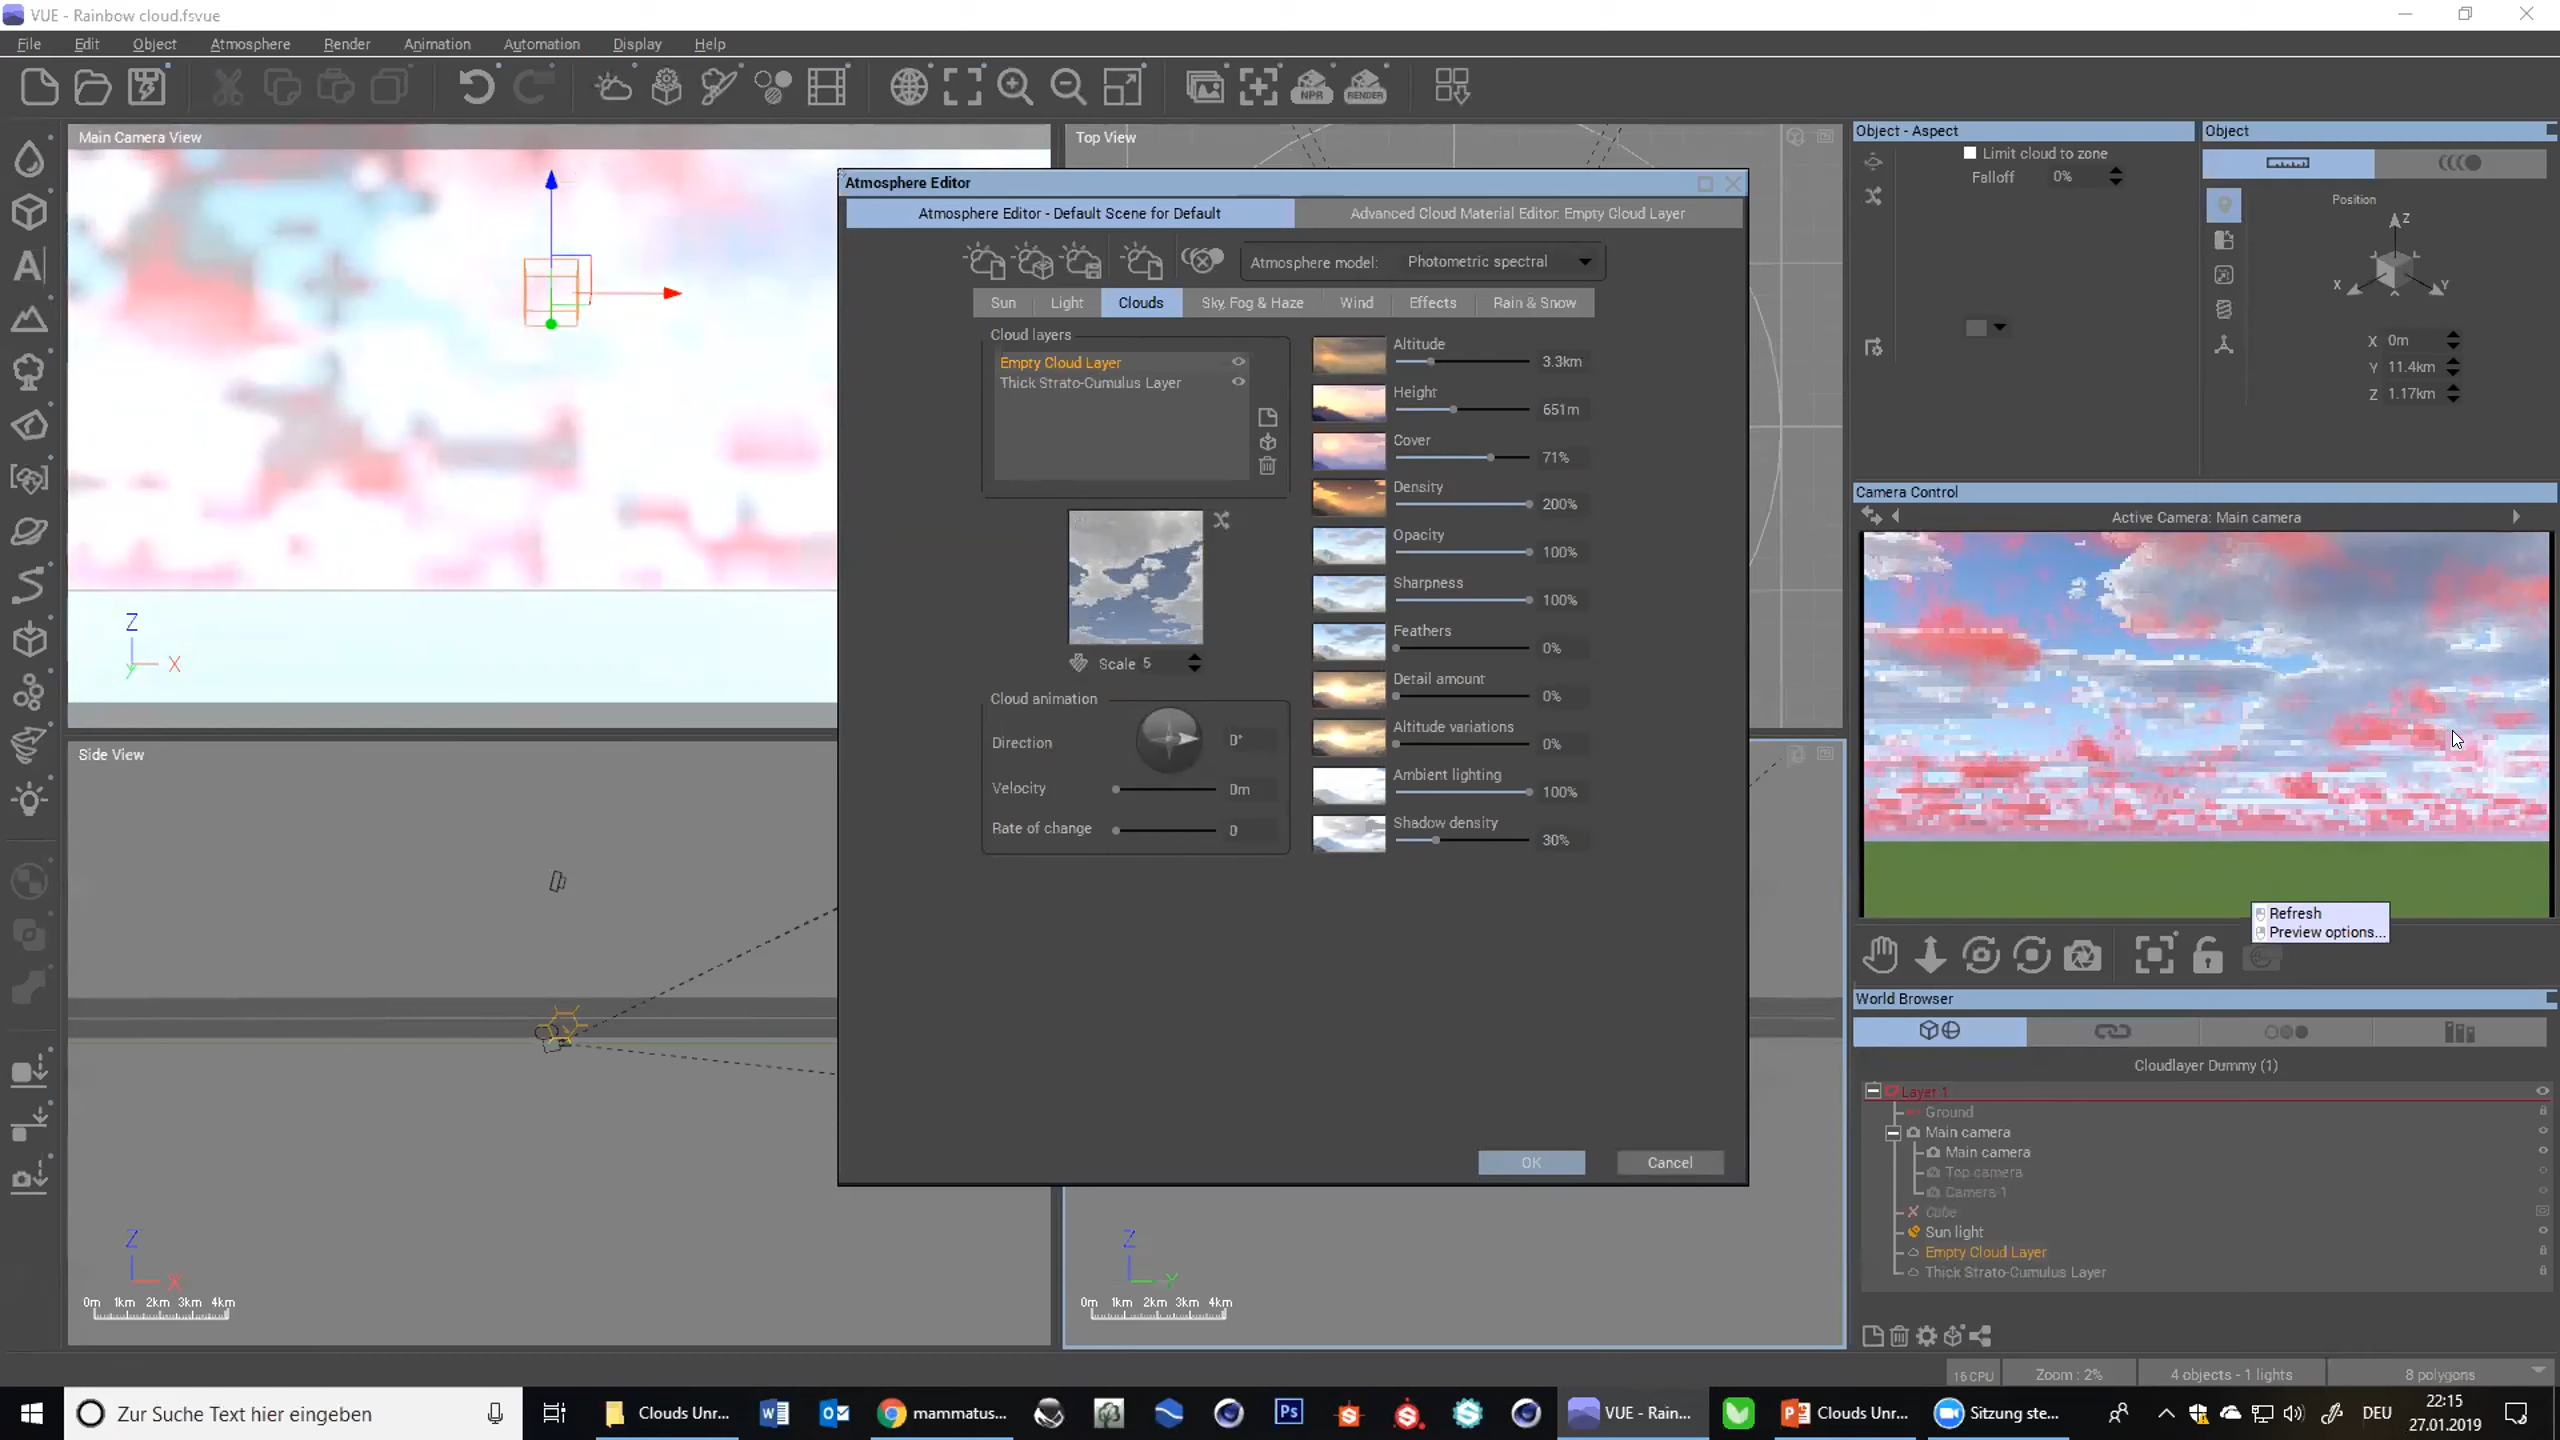 VUE - Rainbow cloud.fsvue
File Edit Object Atmosphere Render Animation Automation Display Help
NPR RENDER
Main Camera View
Top View
Object - Aspect
Object
Limit cloud to zone
Falloff 0%
Position
Z
X Y
X 0m
Y 11.4km
Z 1.17km
Atmosphere Editor
Atmosphere Editor - Default Scene for Default
Advanced Cloud Material Editor: Empty Cloud Layer
Atmosphere model: Photometric spectral
Sun Light Clouds Sky, Fog & Haze Wind Effects Rain & Snow
Cloud layers
Empty Cloud Layer
Thick Strato-Cumulus Layer
Scale 5
Cloud animation
Direction 0°
Velocity 0m
Rate of change 0
Altitude
3.3km
Height
651m
Cover
71%
Density
200%
Opacity
100%
Sharpness
100%
Feathers
0%
Detail amount
0%
Altitude variations
0%
Ambient lighting
100%
Shadow density
30%
OK Cancel
Z
X
Y
Side View
Z
X
0m 1km 2km 3km 4km
Z
Y
0m 1km 2km 3km 4km
Camera Control
Active Camera: Main camera
Refresh
Preview options...
World Browser
Cloudlayer Dummy (1)
Layer 1
Ground
Main camera
Main camera
Top camera
Camera 1
Cube
Sun light
Empty Cloud Layer
Thick Strato-Cumulus Layer
16 CPU Zoom : 2% 4 objects - 1 lights 8 polygons
Zur Suche Text hier eingeben
Clouds Unr...
mammatus...
Ps
VUE - Rain...
Clouds Unr...
Sitzung ste...
DEU
22:15
27.01.2019